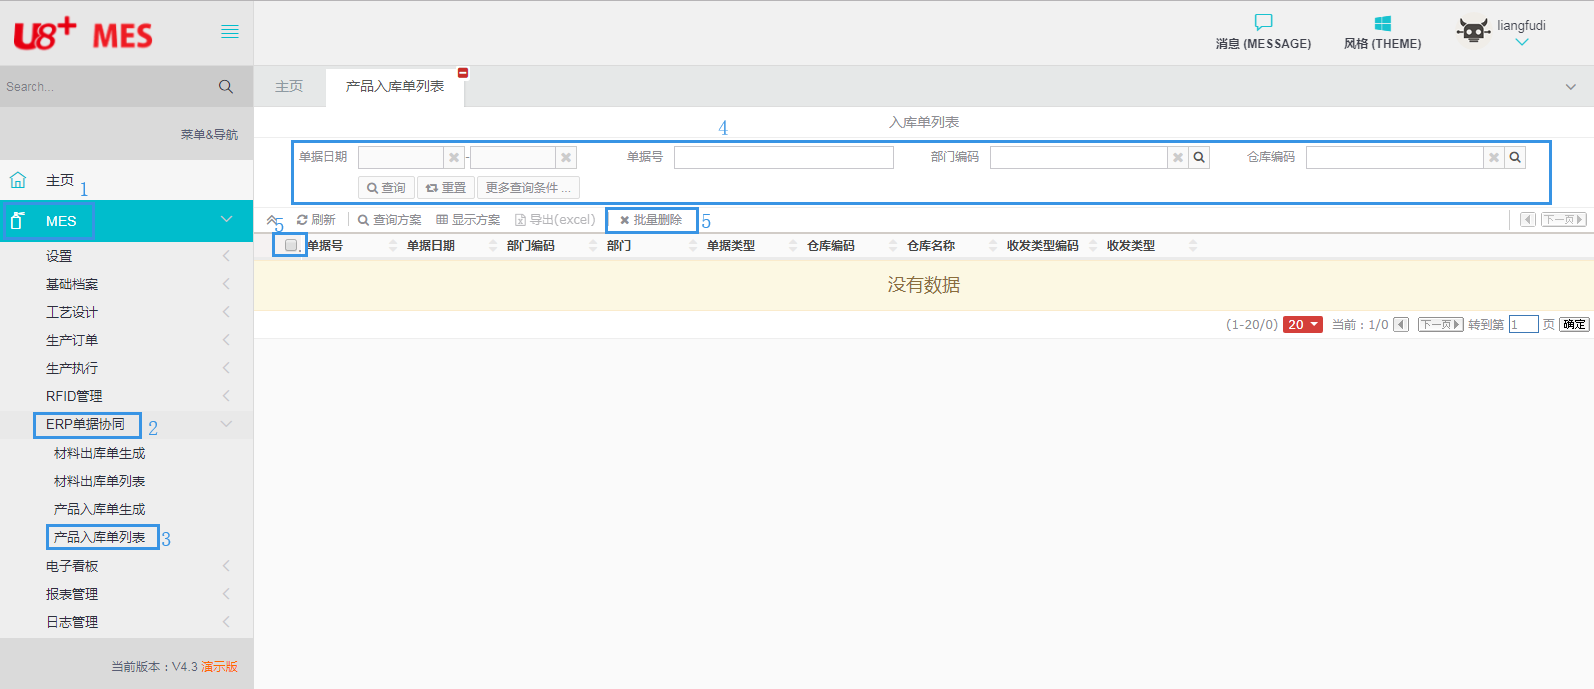 U8+ MES
消息 (MESSAGE)
风格 (THEME)
liangfudi
Search...
主页
产品入库单列表
菜单&导航
入库单列表
4
单据日期
-
单据号
部门编码
仓库编码
查询
重置
更多查询条件 ...
主页
1
MES
5
刷新
查询方案
显示方案
导出(excel)
批量删除
5
下一页
单据号
单据日期
部门编码
部门
单据类型
仓库编码
仓库名称
收发类型编码
收发类型
没有数据
(1-20/0)
20
当前：1/0
下一页
转到第
1
页
确定
设置
基础档案
工艺设计
生产订单
生产执行
RFID管理
ERP单据协同
2
材料出库单生成
材料出库单列表
产品入库单生成
产品入库单列表
3
电子看板
报表管理
日志管理
当前版本：V4.3 演示版